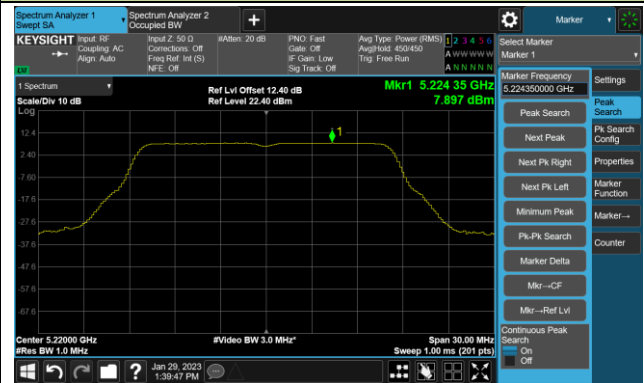 Spectrum Analyzer 1
Swept SA
Spectrum Analyzer 2
Occupied BW
Marker
KEYSIGHT
Input: RF
Coupling: AC
Align: Auto
Input Z: 50 Ω
Corrections: Off
Freq Ref: Int (S)
NFE: Off
#Atten: 20 dB
PNO: Fast
Gate: Off
IF Gain: Low
Sig Track: Off
Avg Type: Power (RMS)
Avg|Hold: 450/450
Trig: Free Run
1 2 3 4 5 6
A W W W W W
A N N N N N
Select Marker
Marker 1
1 Spectrum
Scale/Div 10 dB
Log
Ref Lvl Offset 12.40 dB
Ref Level 22.40 dBm
Mkr1 5.224 35 GHz
7.897 dBm
12.4
2.40
-7.60
-17.6
-27.6
-37.6
-47.6
-57.6
-67.6
1
Center 5.22000 GHz
#Res BW 1.0 MHz
#Video BW 3.0 MHz*
Span 30.00 MHz
Sweep 1.00 ms (201 pts)
Marker Frequency
5.224350000 GHz
Peak Search
Next Peak
Next Pk Right
Next Pk Left
Minimum Peak
Pk-Pk Search
Marker Delta
Mkr→CF
Mkr→Ref Lvl
Continuous Peak
Search
On
Off
Settings
Peak
Search
Pk Search
Config
Properties
Marker
Function
Marker→
Counter
?
Jan 29, 2023
1:39:47 PM